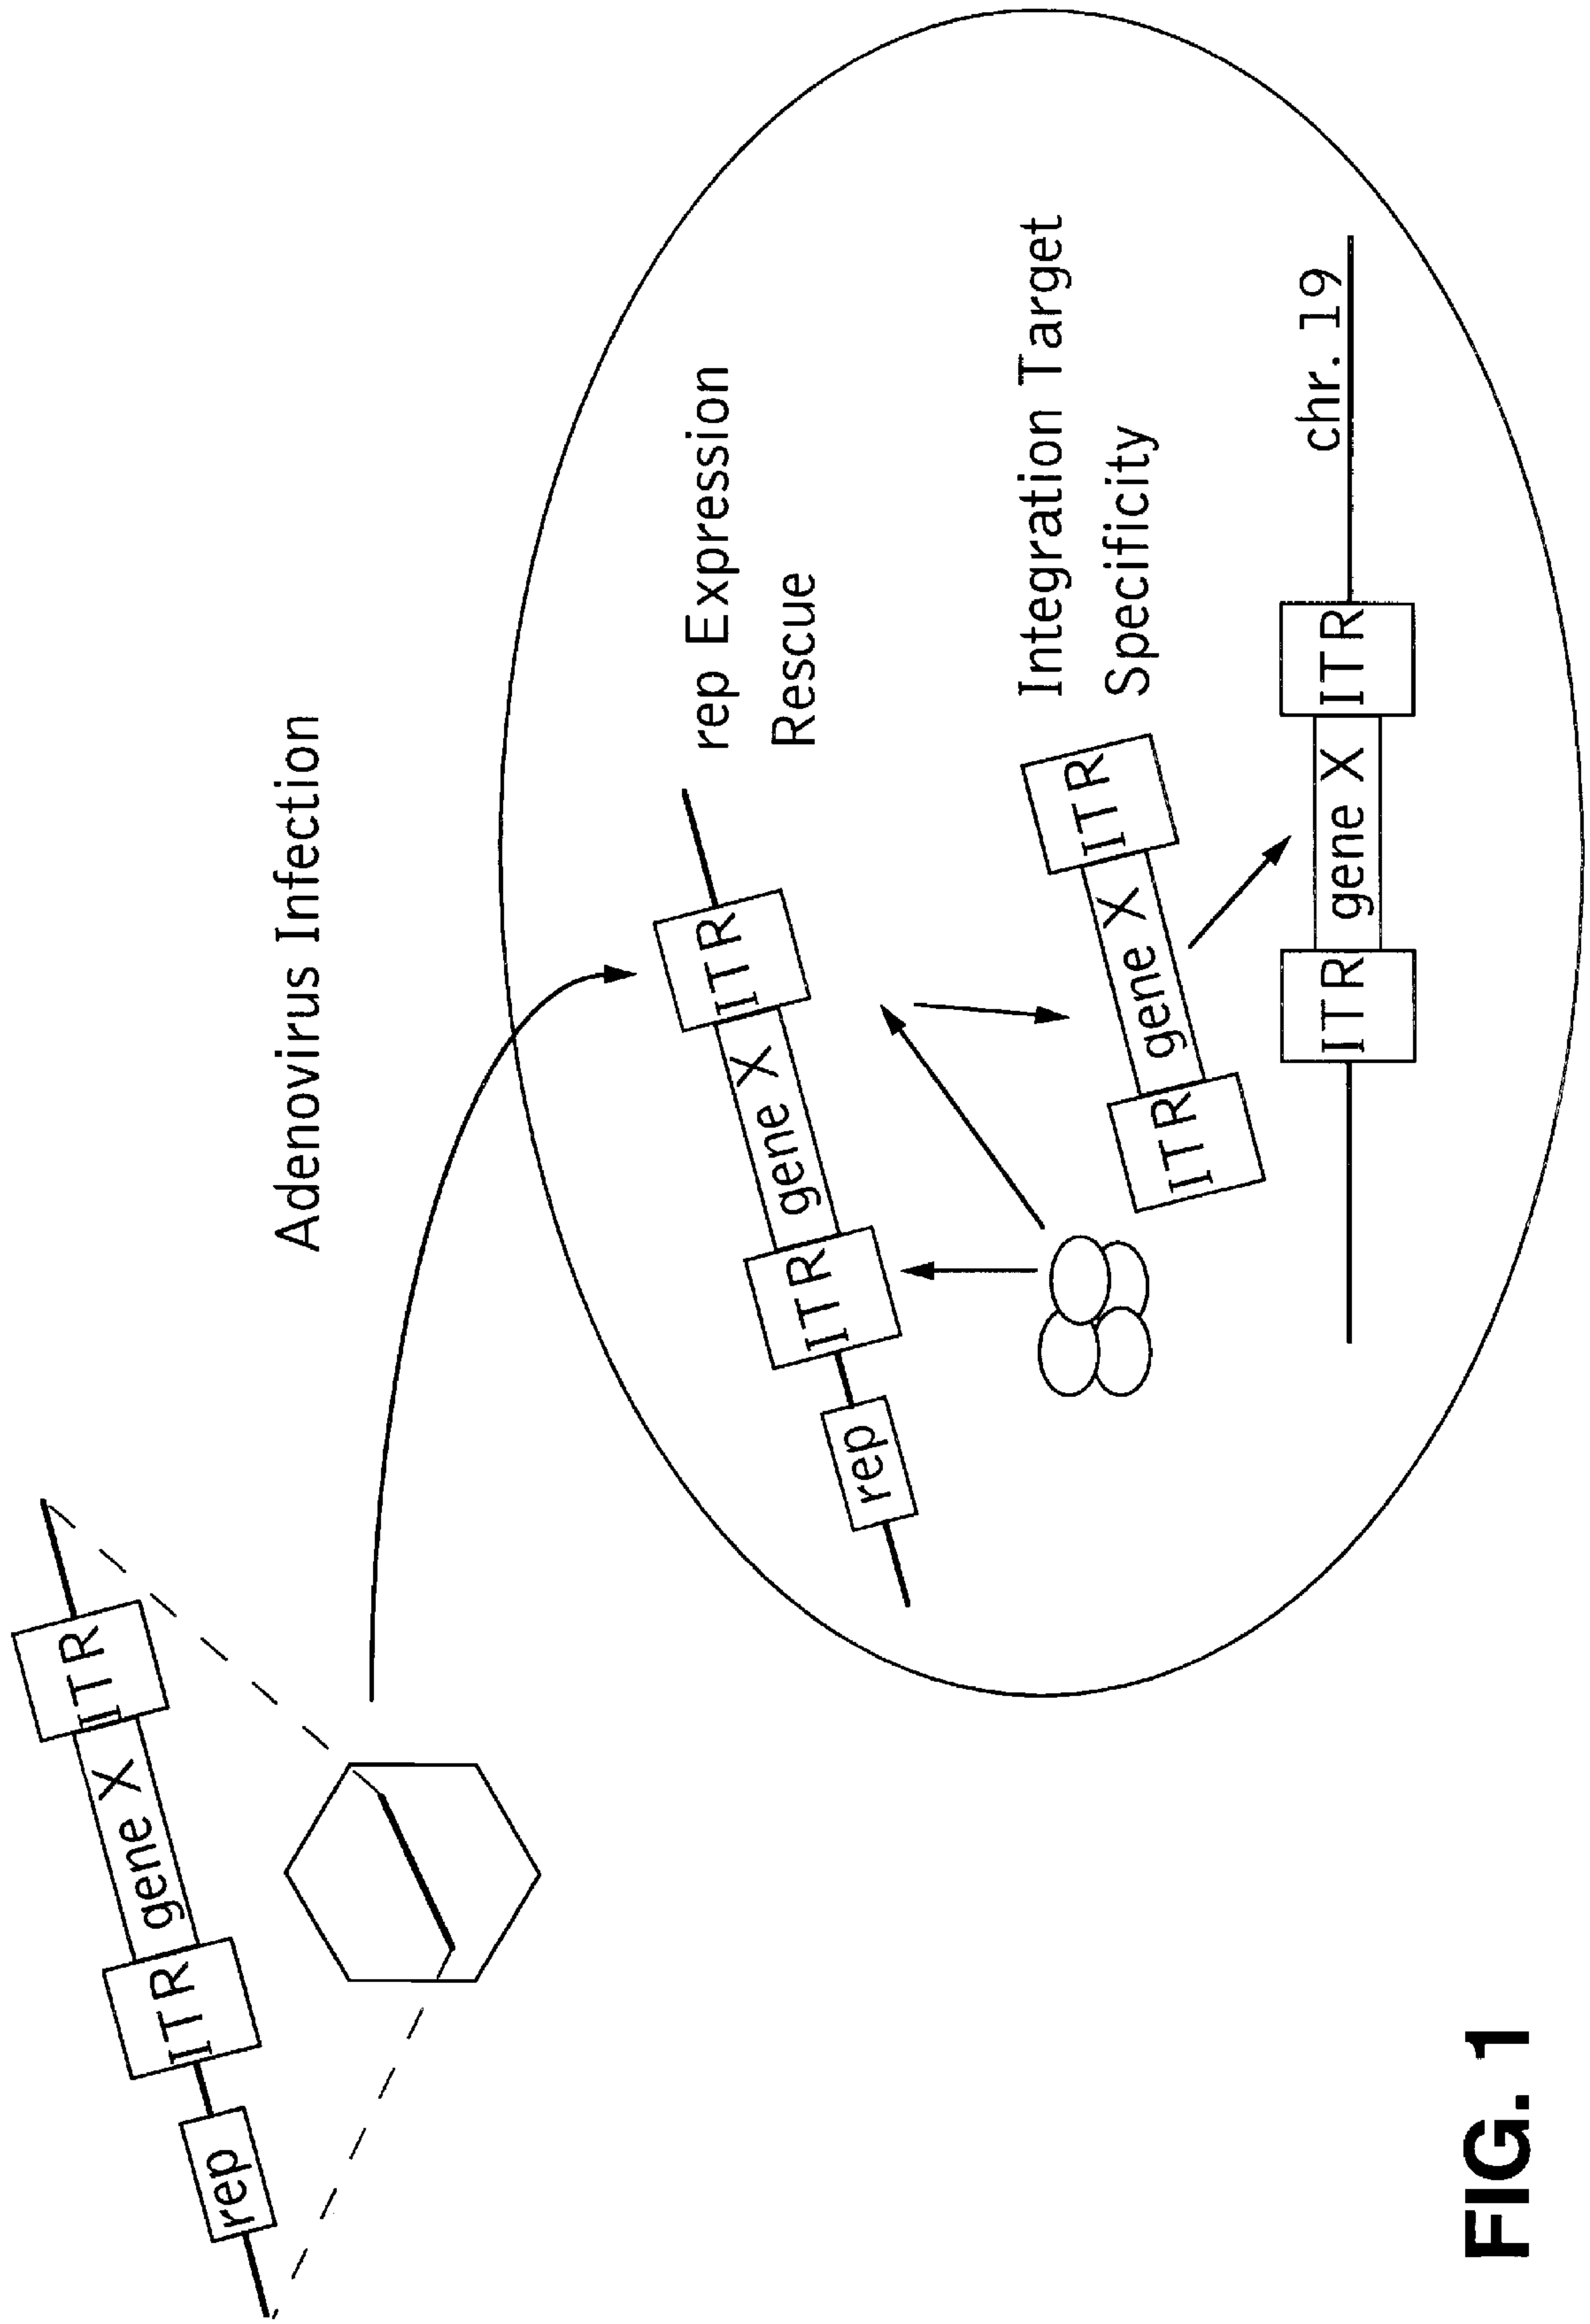 rep
ITR
gene X
ITR
Adenovirus Infection
rep
ITR
gene X
ITR
rep Expression
Rescue
ITR
gene X
ITR
Integration Target
Specificity
ITR
gene X
ITR
chr.19
FIG. 1